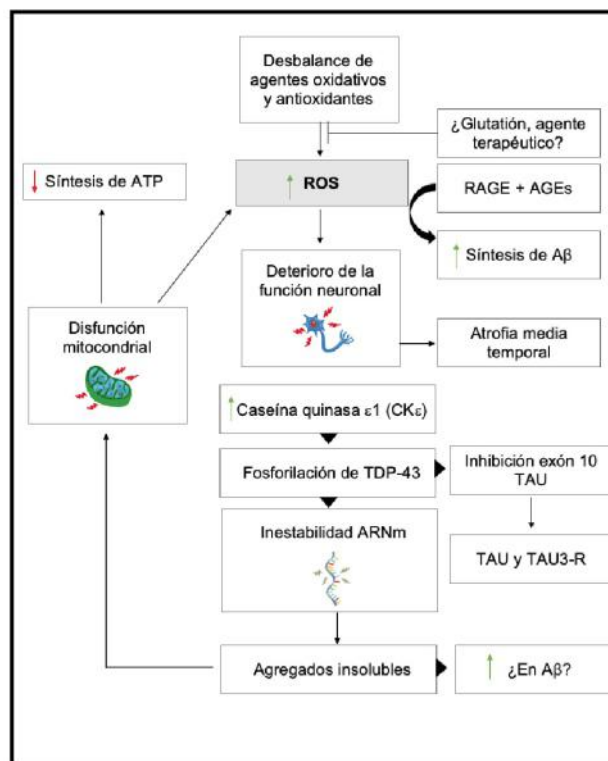 Desbalance de
agentes oxidativos
y antioxidantes
¿Glutatión, agente
terapéutico?
Síntesis de ATP
ROS
RAGE + AGEs
Síntesis de Aβ
Deterioro de la
función neuronal
Disfunción
mitocondrial
Atrofia media
temporal
Caseína quinasa ε1 (CKε)
Fosforilación de TDP-43
Inhibición exón 10
TAU
Inestabilidad ARNm
TAU y TAU3-R
Agregados insolubles
¿En Aβ?